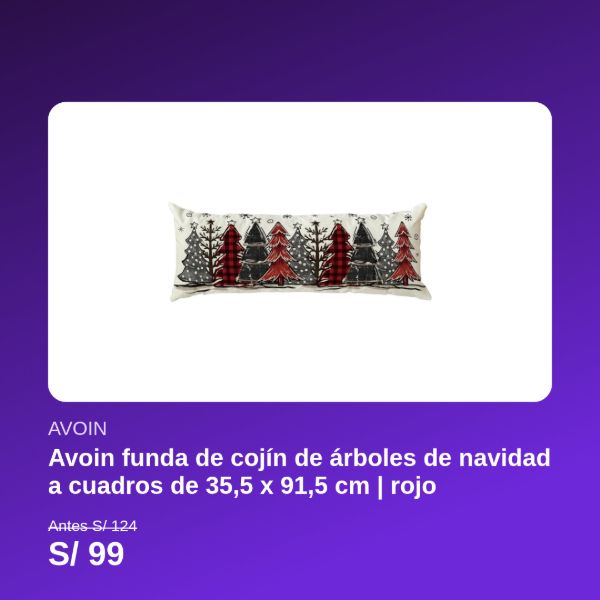 AVOIN
Avoin funda de cojín de árboles de navidad
a cuadros de 35,5 x 91,5 cm | rojo
Antes S/ 124
S/ 99